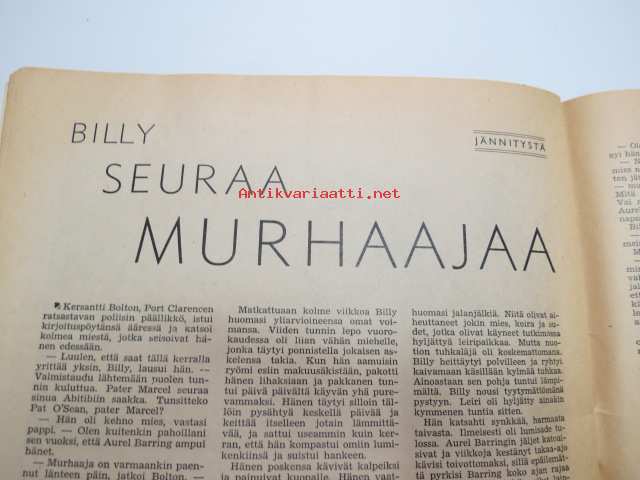 BILLY
JÄNNITYSTÄ
SEURAA
Antikvariaatti.net
MURHAAJAA
Kersantti Bolton, Port Clarencen
ratsastavan poliisin päällikkö, istui
kirjoituspöytänsä ääressä ja katsoi
kolmea miestä, jotka seisoivat hä-
nen edessään.
— Luulen, että saat tällä kerralla
yrittää yksin, Billy, lausui hän. —
Valmistaudu lähtemään puolen tun-
nin kuluttua. Pater Marcel seuraa
sinua Abitibiin saakka. Tunsitteko
Pat O'Sean, pater Marcel?
— Hän oli kehno mies, vastasi
pappi. — Olen kuitenkin pahoillani
sen vuoksi, että Aurel Barring ampui
hänet.
— Murhaaja on varmaankin paen-
nut länteen päin, jatkoi Bolton. —
Matkattuaan kolme viikkoa Billy
huomasi yliarvioineensa omat voi-
mansa. Viiden tunnin lepo vuoro-
kaudessa oli liian vähän miehelle,
jonka täytyi ponnistella jokaisen as-
kelensa takia. Kun hän aamuisin
ryömi esiin makuusäkistään, pakotti
hänen lihaksiaan ja pakkanen tun-
tui päivä päivältä käyvän yhä pure-
vammaksi. Hänen täytyi silloin täl-
löin pysähtyä keskellä päivää ja
keittää itselleen jotain lämmittä-
vää, ja sattui useammin kuin ker-
ran, että hän kompastui omiin lumi-
kenkiinsä ja suistui hankeen.
Hänen poskensa kävivät kalpeiksi
ja painuivat kuopalle. Hänen vaat-
huomasi jalanjälkiä. Niitä olivat ai-
heuttaneet jokin mies, koira ja su-
det, jotka olivat käyneet tutkimassa
hyljättyä leiripaikkaa. Mutta nuo-
tion tuhkaläjä oli koskemattomana.
Billy heittäytyi polvilleen ja ryhtyi
kaivamaan käsillään kylmää tuhkaa.
Ainoastaan sen pohja tuntui lämpi-
mältä. Billy nousi tyytymättömänä
pystyyn. Leiri oli hyljätty ainakin
kymmenen tuntia sitten.
Hän katsahti synkkää, harmaata
taivasta. Ilmeisesti oli lumisade tu-
lossa. Aurel Barringin jäljet katoai-
sivat ja viikkoja kestänyt takaa-ajo
kävisi toivottomaksi, sillä epäilemät-
tä pyrkisi Barring koko ajan rajaa